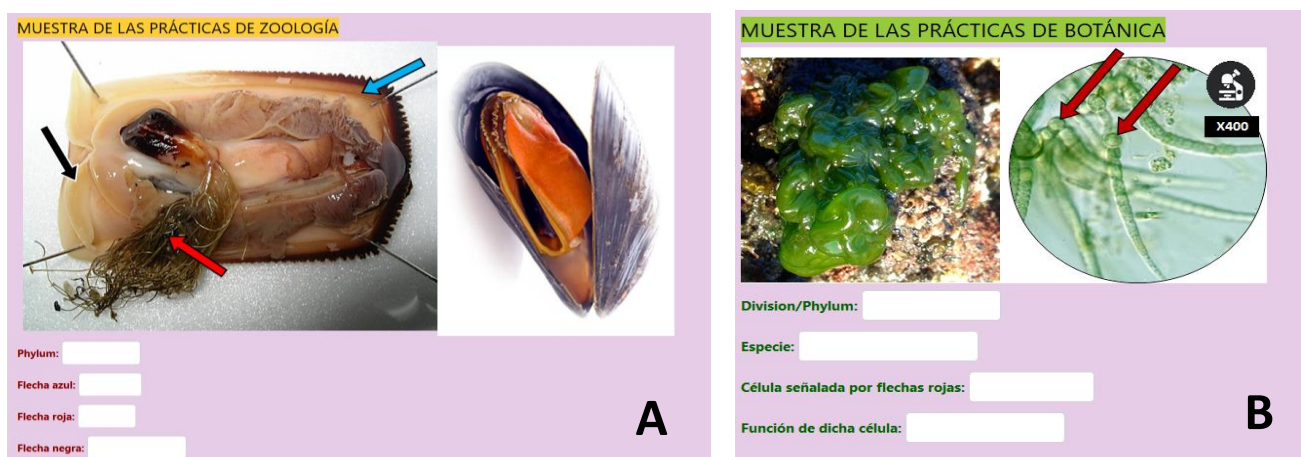 MUESTRA DE LAS PRÁCTICAS DE ZOOLOGÍA
Phylum:
Flecha azul:
Flecha roja:
Flecha negra:
A
MUESTRA DE LAS PRÁCTICAS DE BOTÁNICA
X400
Division/Phylum:
Especie:
Célula señalada por flechas rojas:
Función de dicha célula:
B